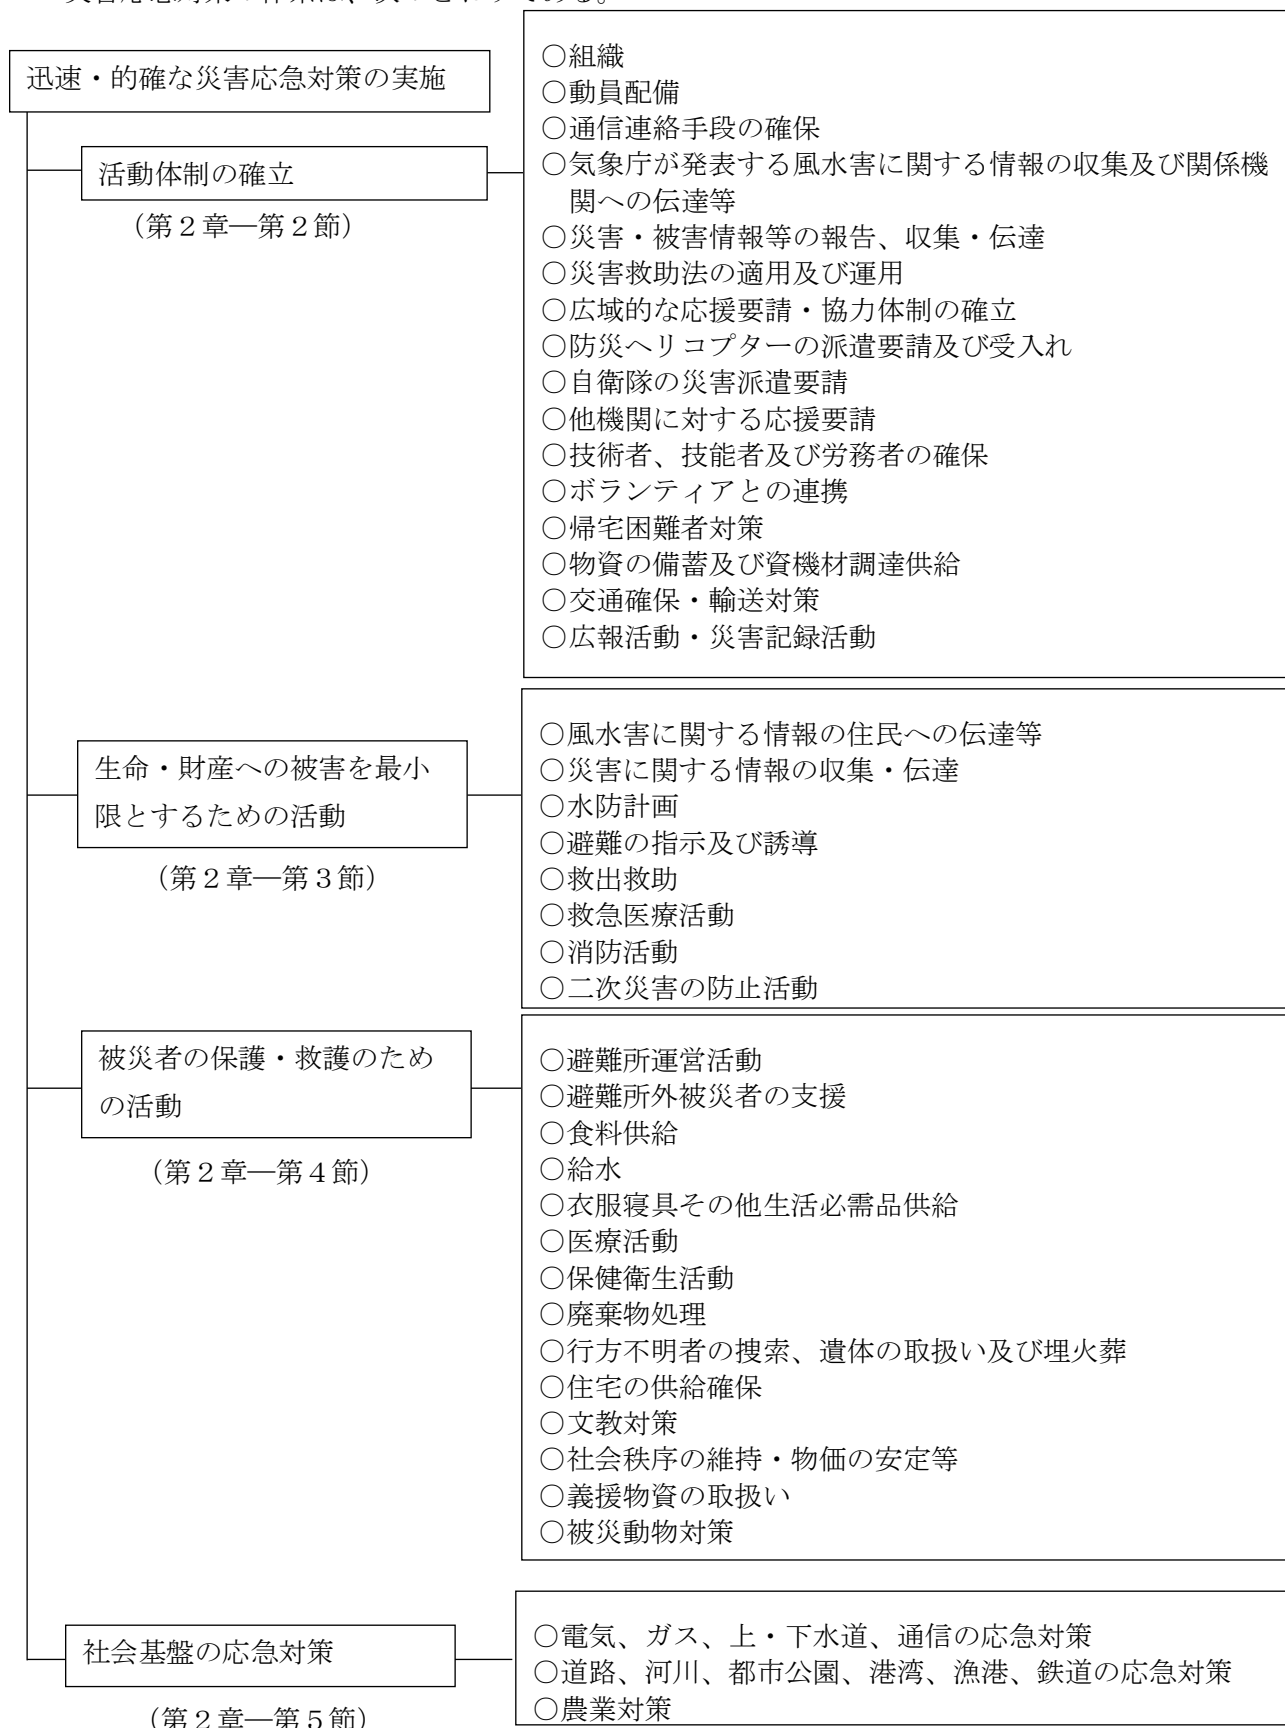 災害応急対策の体系は、次のとおりである。
迅速・的確な災害応急対策の実施
活動体制の確立
（第２章―第２節）
○組織
○動員配備
○通信連絡手段の確保
○気象庁が発表する風水害に関する情報の収集及び関係機
関への伝達等
○災害・被害情報等の報告、収集・伝達
○災害救助法の適用及び運用
○広域的な応援要請・協力体制の確立
○防災ヘリコプターの派遣要請及び受入れ
○自衛隊の災害派遣要請
○他機関に対する応援要請
○技術者、技能者及び労務者の確保
○ボランティアとの連携
○帰宅困難者対策
○物資の備蓄及び資機材調達供給
○交通確保・輸送対策
○広報活動・災害記録活動
生命・財産への被害を最小
限とするための活動
（第２章―第３節）
○風水害に関する情報の住民への伝達等
○災害に関する情報の収集・伝達
○水防計画
○避難の指示及び誘導
○救出救助
○救急医療活動
○消防活動
○二次災害の防止活動
被災者の保護・救護のため
の活動
（第２章―第４節）
○避難所運営活動
○避難所外被災者の支援
○食料供給
○給水
○衣服寝具その他生活必需品供給
○医療活動
○保健衛生活動
○廃棄物処理
○行方不明者の捜索、遺体の取扱い及び埋火葬
○住宅の供給確保
○文教対策
○社会秩序の維持・物価の安定等
○義援物資の取扱い
○被災動物対策
社会基盤の応急対策
（第２章―第５節）
○電気、ガス、上・下水道、通信の応急対策
○道路、河川、都市公園、港湾、漁港、鉄道の応急対策
○農業対策